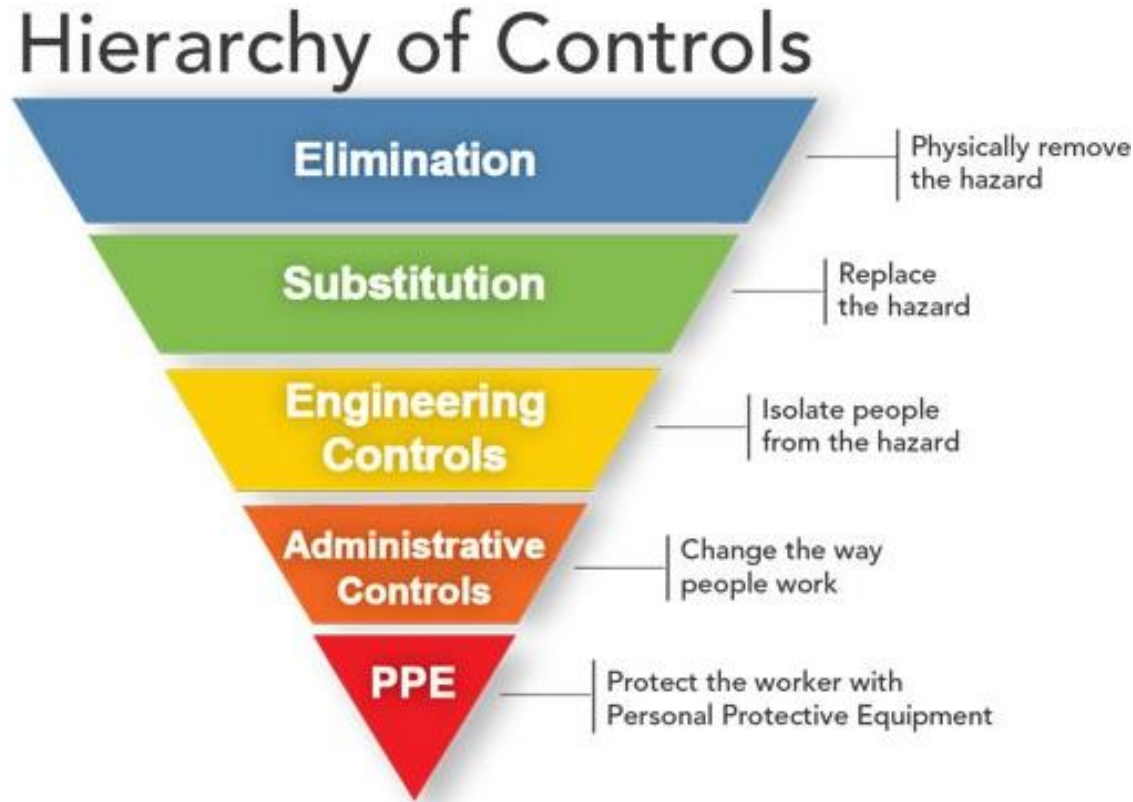 Hierarchy of Controls
Elimination
Physically remove
the hazard
Substitution
Replace
the hazard
Engineering
Controls
Isolate people
from the hazard
Administrative
Controls
Change the way
people work
PPE
Protect the worker with
Personal Protective Equipment